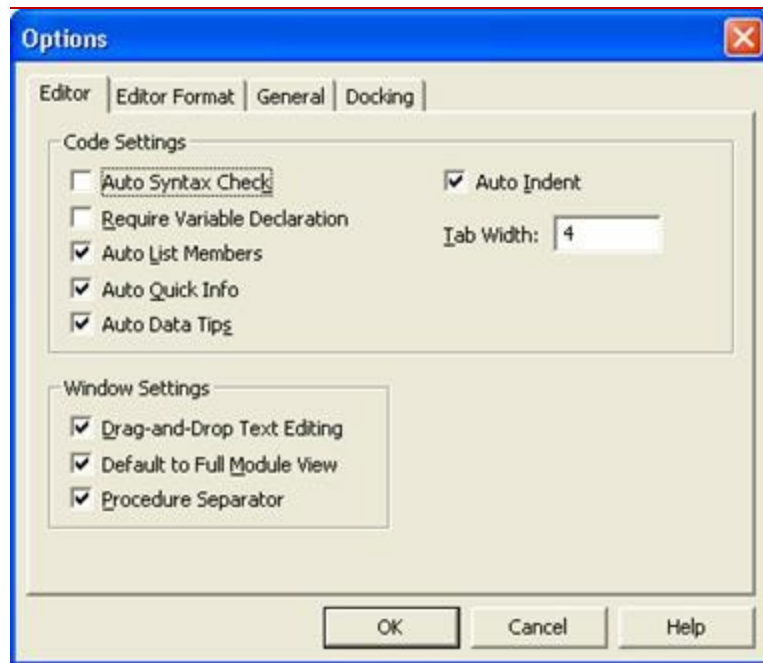 Options
Editor
Editor Format
General
Docking
Code Settings
Auto Syntax Check
Require Variable Declaration
Auto List Members
Auto Quick Info
Auto Data Tips
Auto Indent
Tab Width: 4
Window Settings
Drag-and-Drop Text Editing
Default to Full Module View
Procedure Separator
OK
Cancel
Help